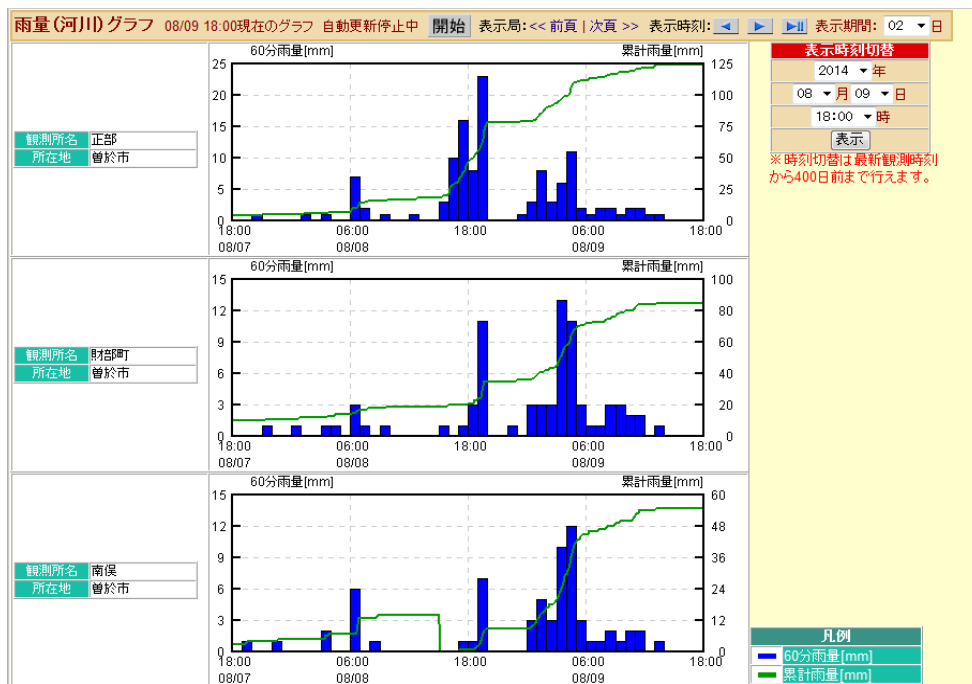 雨量(河川)グラフ 08/09 18:00現在のグラフ 自動更新停止中 開始 表示局:<< 前頁 | 次頁 >> 表示時刻: 表示期間: 02 日
表示時刻切替
2014 年
08 月 09 日
18:00 時
表示
※時刻切替は最新観測時刻
から400日前まで行えます。
観測所名 正部
所在地 曽於市
60分雨量[mm] 累計雨量[mm]
25 125
20 100
15 75
10 50
5 25
0 0
18:00 06:00 18:00 06:00 18:00
08/07 08/08 08/09
観測所名 財部町
所在地 曽於市
60分雨量[mm] 累計雨量[mm]
15 100
12 80
9 60
6 40
3 20
0 0
18:00 06:00 18:00 06:00 18:00
08/07 08/08 08/09
観測所名 南俣
所在地 曽於市
60分雨量[mm] 累計雨量[mm]
15 60
12 48
9 36
6 24
3 12
0 0
18:00 06:00 18:00 06:00 18:00
08/07 08/08 08/09
凡例
60分雨量[mm]
累計雨量[mm]